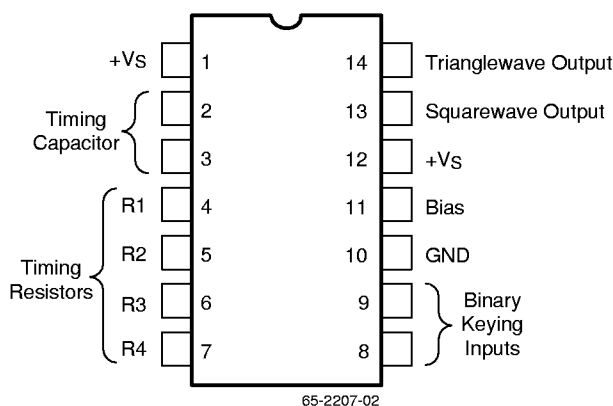 +VS 1 14 Trianglewave Output
Timing
Capacitor
2 13 Squarewave Output
3 12 +VS
Timing
Resistors
R1 4 11 Bias
R2 5 10 GND
R3 6 9
R4 7 8
Binary
Keying
Inputs
65-2207-02